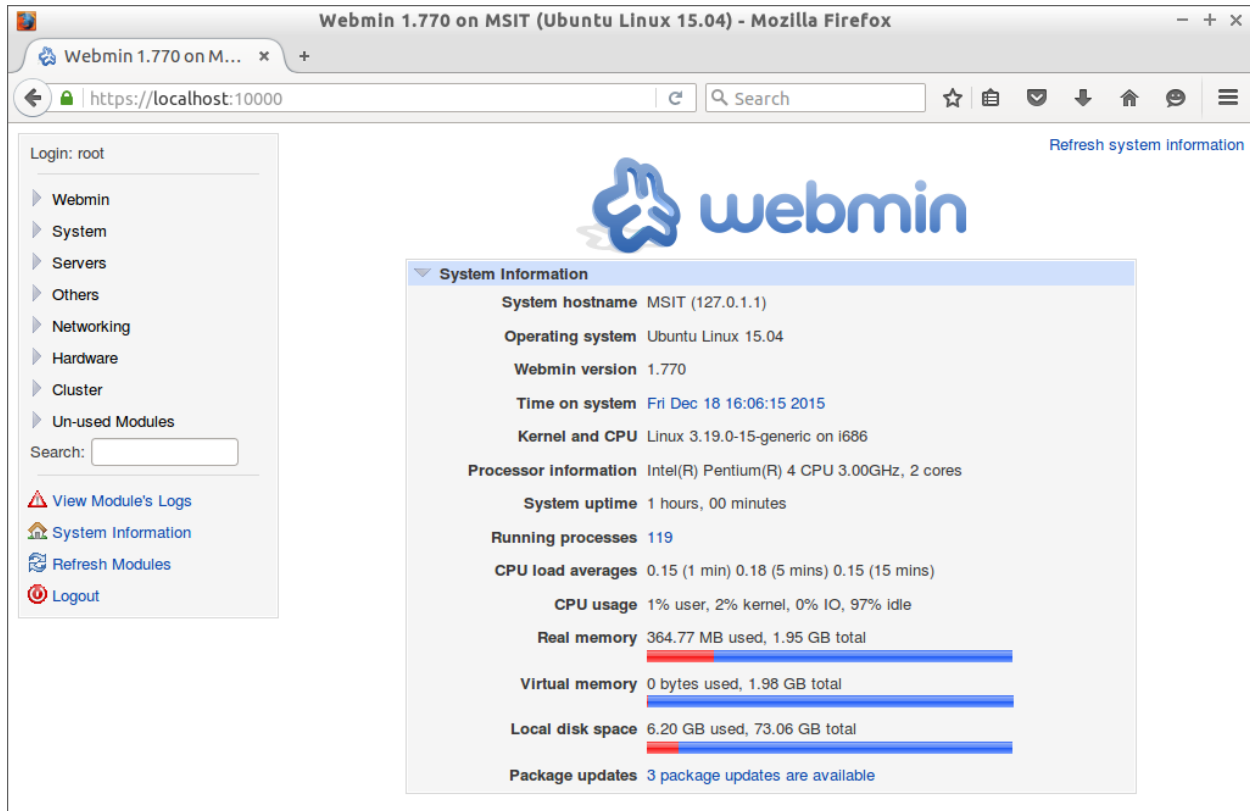 Webmin 1.770 on MSIT (Ubuntu Linux 15.04) - Mozilla Firefox
Webmin 1.770 on M...
https://localhost:10000
Search
Refresh system information
Login: root
Webmin
System
Servers
Others
Networking
Hardware
Cluster
Un-used Modules
Search:
View Module's Logs
System Information
Refresh Modules
Logout
webmin
System Information
System hostname MSIT (127.0.1.1)
Operating system Ubuntu Linux 15.04
Webmin version 1.770
Time on system Fri Dec 18 16:06:15 2015
Kernel and CPU Linux 3.19.0-15-generic on i686
Processor information Intel(R) Pentium(R) 4 CPU 3.00GHz, 2 cores
System uptime 1 hours, 00 minutes
Running processes 119
CPU load averages 0.15 (1 min) 0.18 (5 mins) 0.15 (15 mins)
CPU usage 1% user, 2% kernel, 0% IO, 97% idle
Real memory 364.77 MB used, 1.95 GB total
Virtual memory 0 bytes used, 1.98 GB total
Local disk space 6.20 GB used, 73.06 GB total
Package updates 3 package updates are available